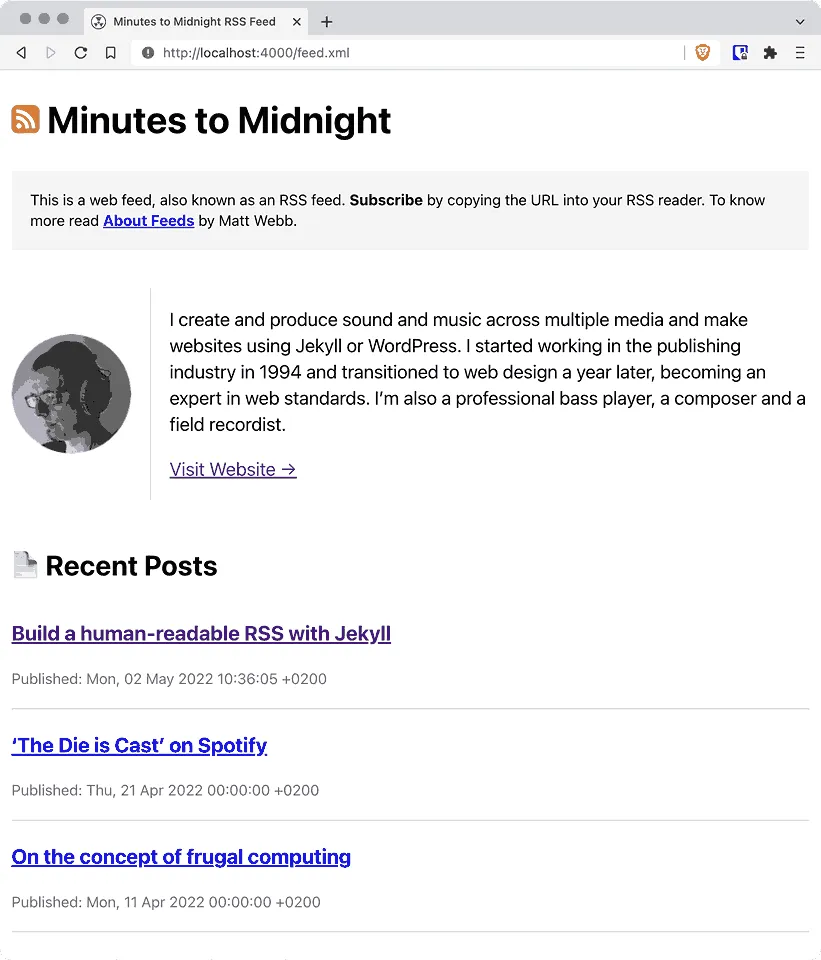 Minutes to Midnight RSS Feed
http://localhost:4000/feed.xml
Minutes to Midnight
This is a web feed, also known as an RSS feed. Subscribe by copying the URL into your RSS reader. To know
more read About Feeds by Matt Webb.
I create and produce sound and music across multiple media and make
websites using Jekyll or WordPress. I started working in the publishing
industry in 1994 and transitioned to web design a year later, becoming an
expert in web standards. I’m also a professional bass player, a composer and a
field recordist.
Visit Website →
Recent Posts
Build a human-readable RSS with Jekyll
Published: Mon, 02 May 2022 10:36:05 +0200
‘The Die is Cast’ on Spotify
Published: Thu, 21 Apr 2022 00:00:00 +0200
On the concept of frugal computing
Published: Mon, 11 Apr 2022 00:00:00 +0200